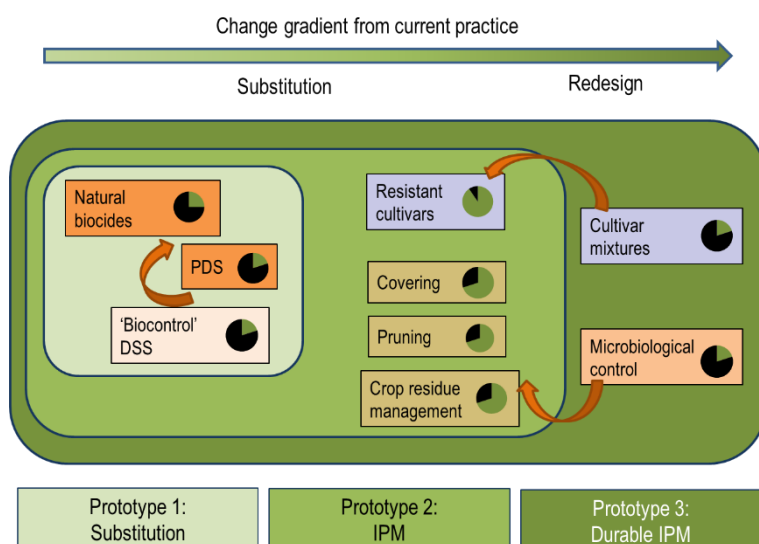 Change gradient from current practice
Substitution
Redesign
Natural
biocides
PDS
‘Biocontrol’
DSS
Resistant
cultivars
Covering
Pruning
Crop residue
management
Cultivar
mixtures
Microbiological
control
Prototype 1:
Substitution
Prototype 2:
IPM
Prototype 3:
Durable IPM